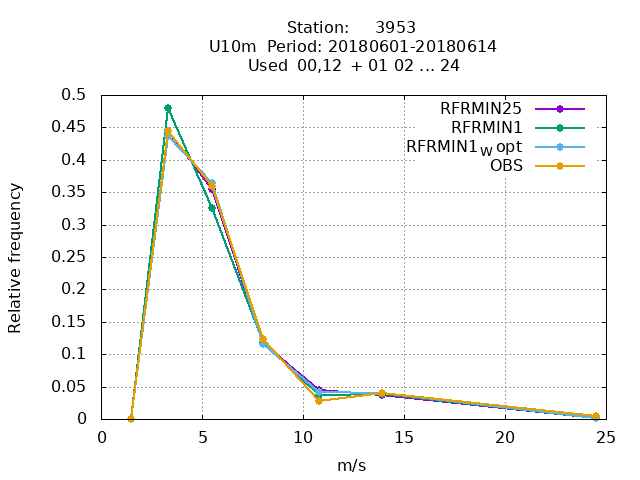 Station: 3953
U10m Period: 20180601-20180614
Used 00,12 + 01 02 ... 24
RFRMIN25
RFRMIN1
RFRMIN1_W opt
OBS
0.5
0.45
0.4
0.35
0.3
0.25
0.2
0.15
0.1
0.05
0
Relative frequency
0 5 10 15 20 25
m/s